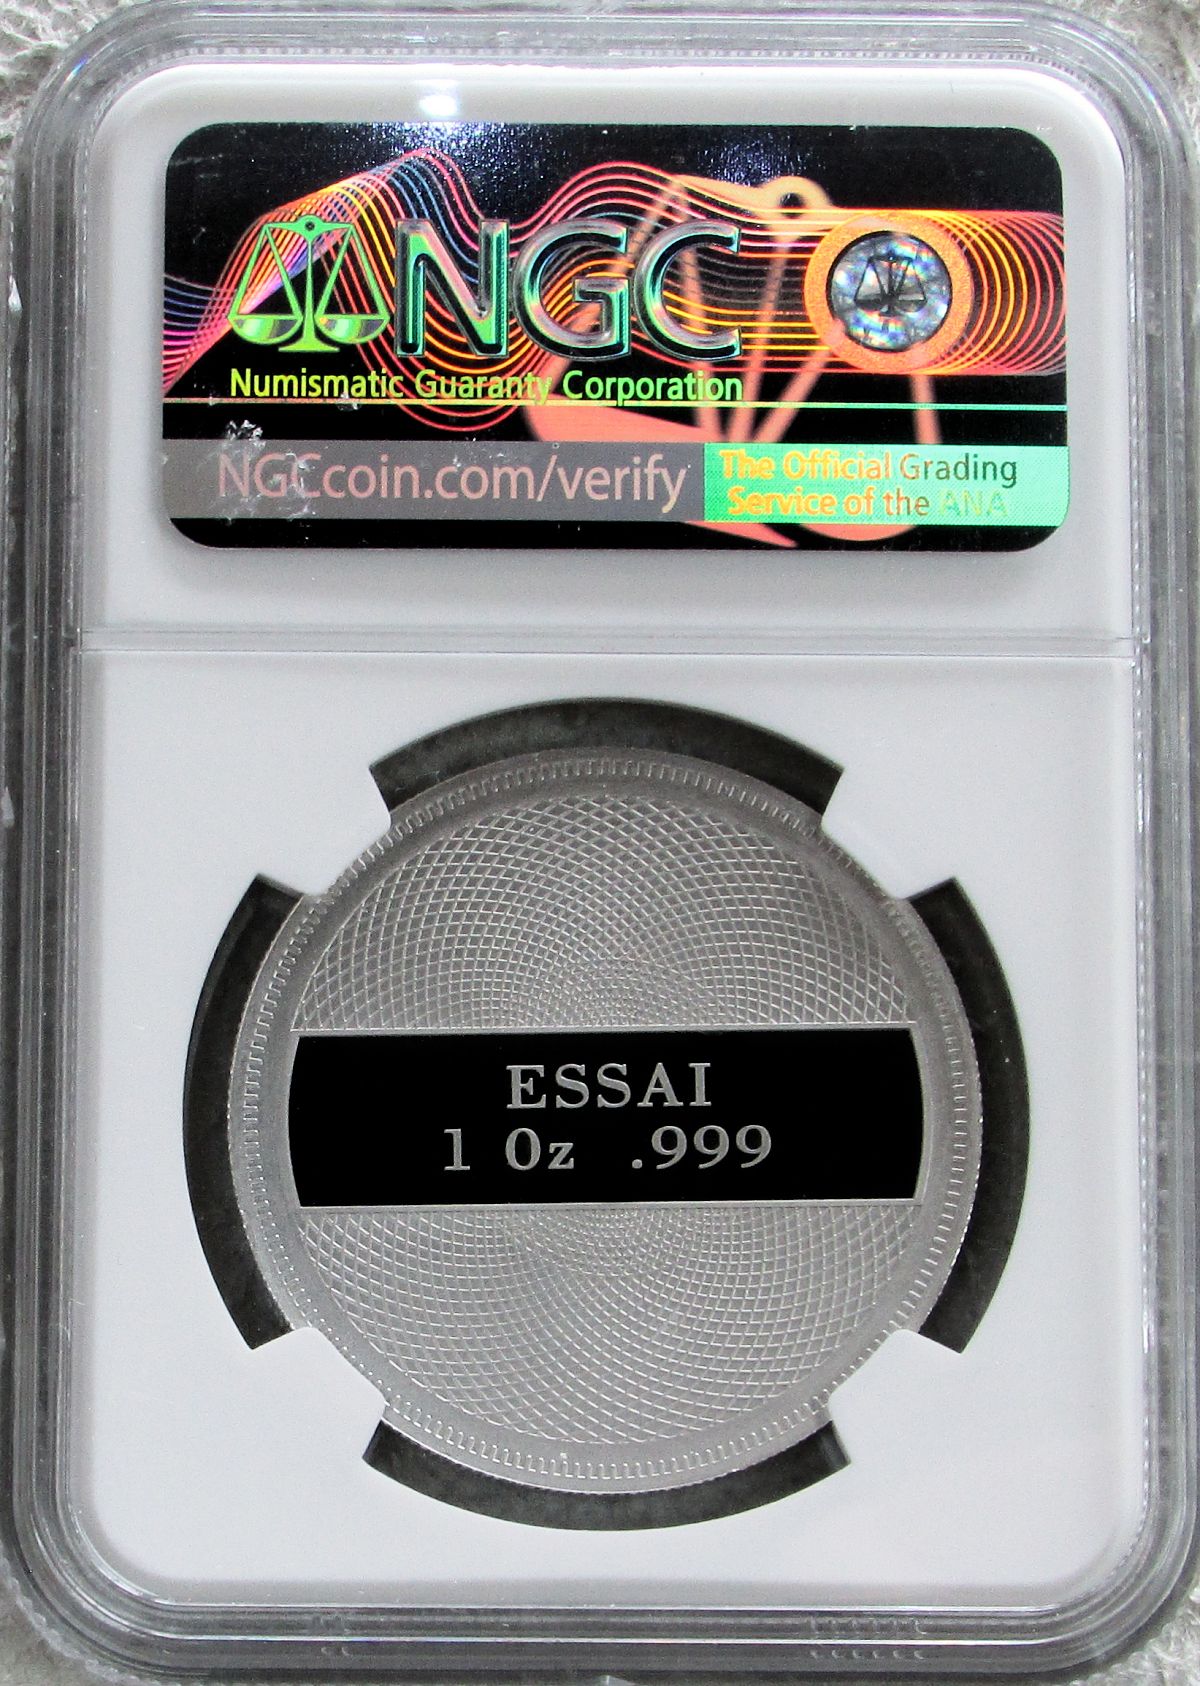 NGC
Numismatic Guaranty Corporation
NGCcoin.com/verify
The Official Grading
Service of the ANA
ESSAI
1 Oz .999